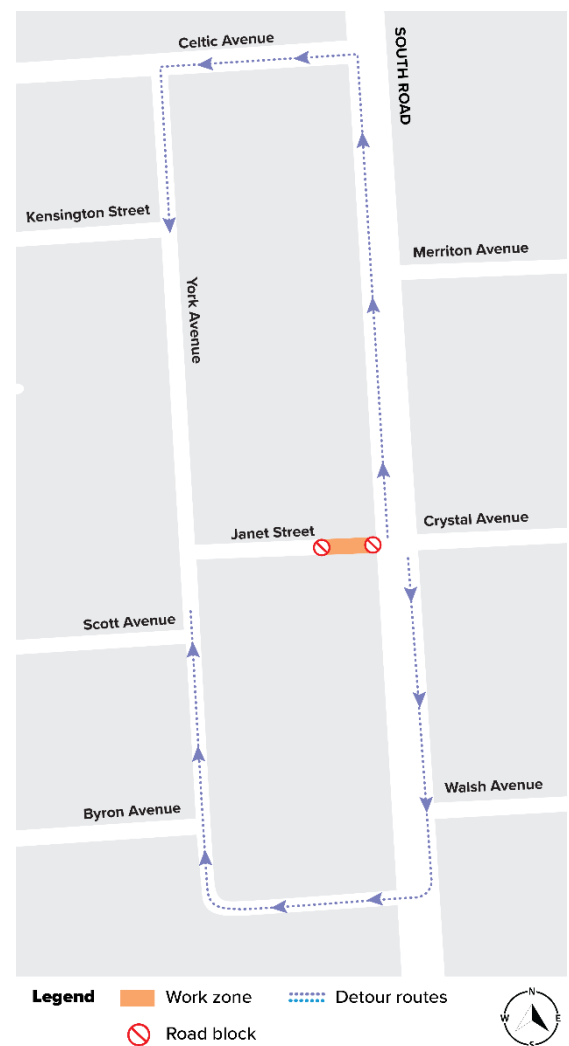 Celtic Avenue
SOUTH ROAD
Kensington Street
Merriton Avenue
York Avenue
Janet Street
Crystal Avenue
Scott Avenue
Walsh Avenue
Byron Avenue
Legend
Work zone
Detour routes
Road block
N
W
E
S